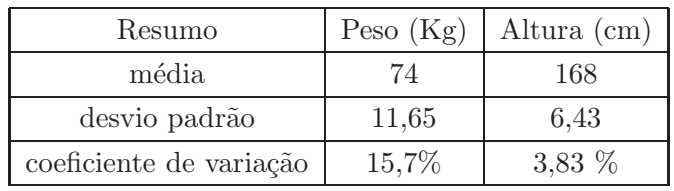 Resumo Peso (Kg) Altura (cm)
média 74 168
desvio padrão 11,65 6,43
coeficiente de variação 15,7% 3,83 %